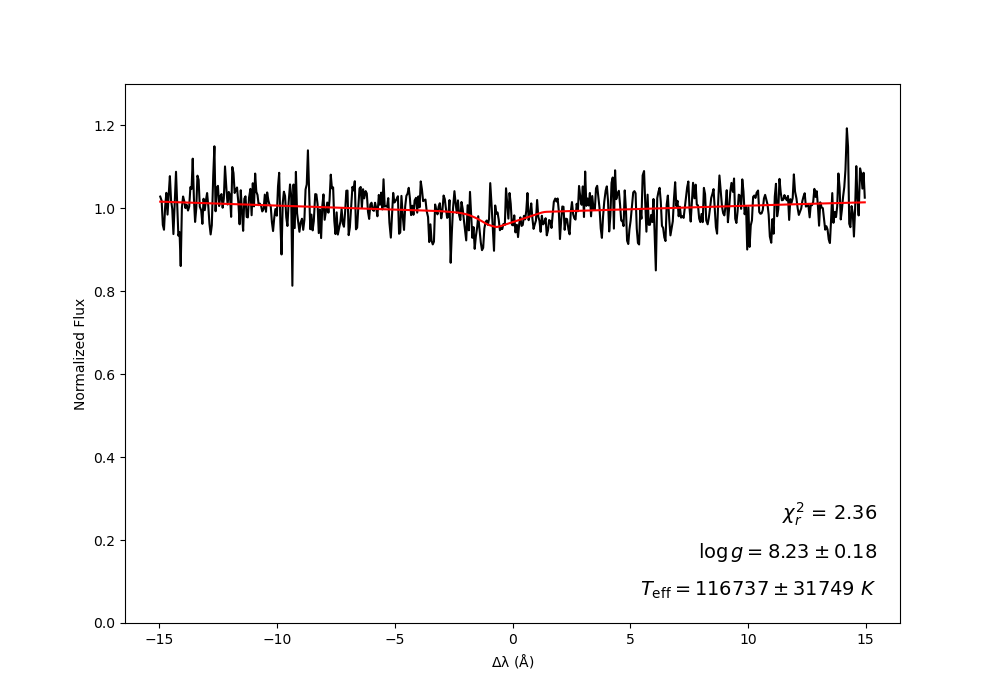 1.2
1.0
0.8
0.6
0.4
0.2
0.0
Normalized Flux
χ²ᵣ = 2.36
log g = 8.23 ± 0.18
T_eff = 116737 ± 31749 K
−15 −10 −5 0 5 10 15
Δλ (Å)